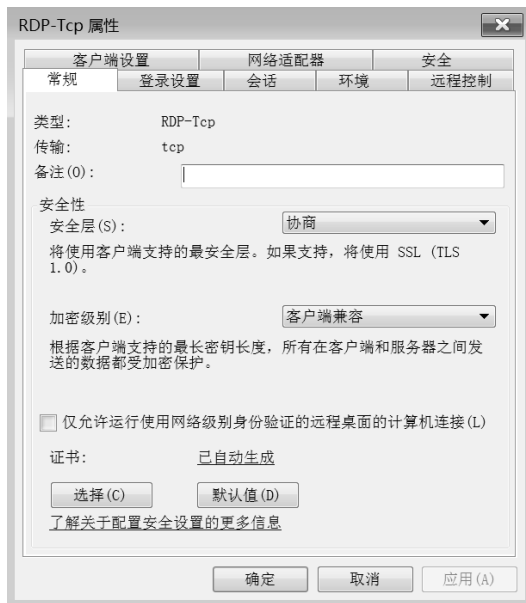 RDP-Tcp 属性
客户端设置 网络适配器 安全
常规 登录设置 会话 环境 远程控制
类型: RDP-Tcp
传输: tcp
备注(O):
安全性
安全层(S): 协商
将使用客户端支持的最安全层。如果支持，将使用 SSL (TLS
1.0)。
加密级别(E): 客户端兼容
根据客户端支持的最长密钥长度，所有在客户端和服务器之间发
送的数据都受加密保护。
仅允许运行使用网络级别身份验证的远程桌面的计算机连接(L)
证书: 已自动生成
选择(C) 默认值(D)
了解关于配置安全设置的更多信息
确定 取消 应用(A)